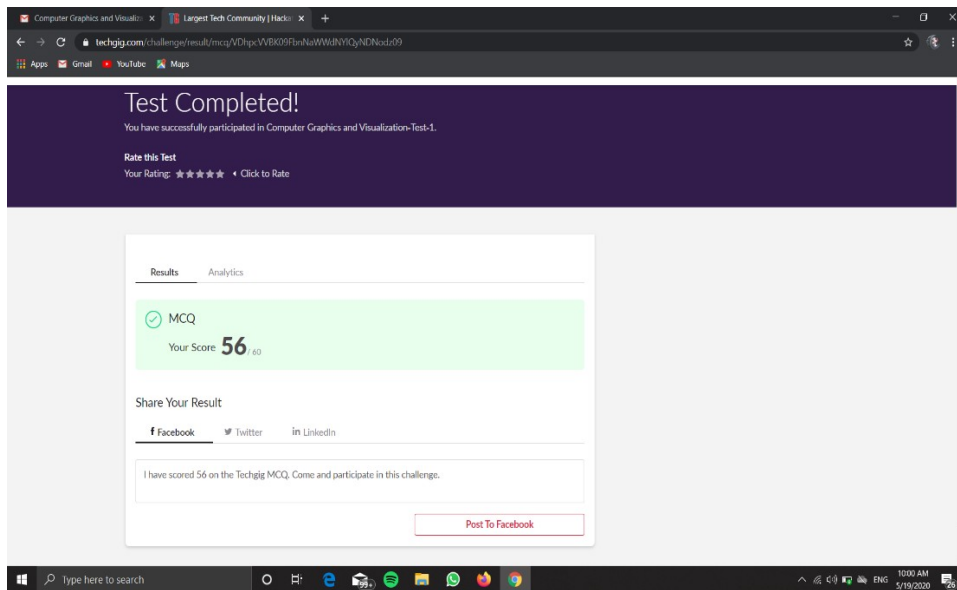 Computer Graphics and Visualiz
Largest Tech Community | Hacka
techgig.com/challenge/result/mcq/
Apps Gmail YouTube Maps
Test Completed!
You have successfully participated in Computer Graphics and Visualization-Test-1.
Rate this Test
Your Rating: Click to Rate
Results Analytics
MCQ
Your Score 56 / 60
Share Your Result
Facebook Twitter LinkedIn
I have scored 56 on the Techgig MCQ. Come and participate in this challenge.
Post To Facebook
Type here to search
99+
ENG
10:00 AM
5/19/2020
26